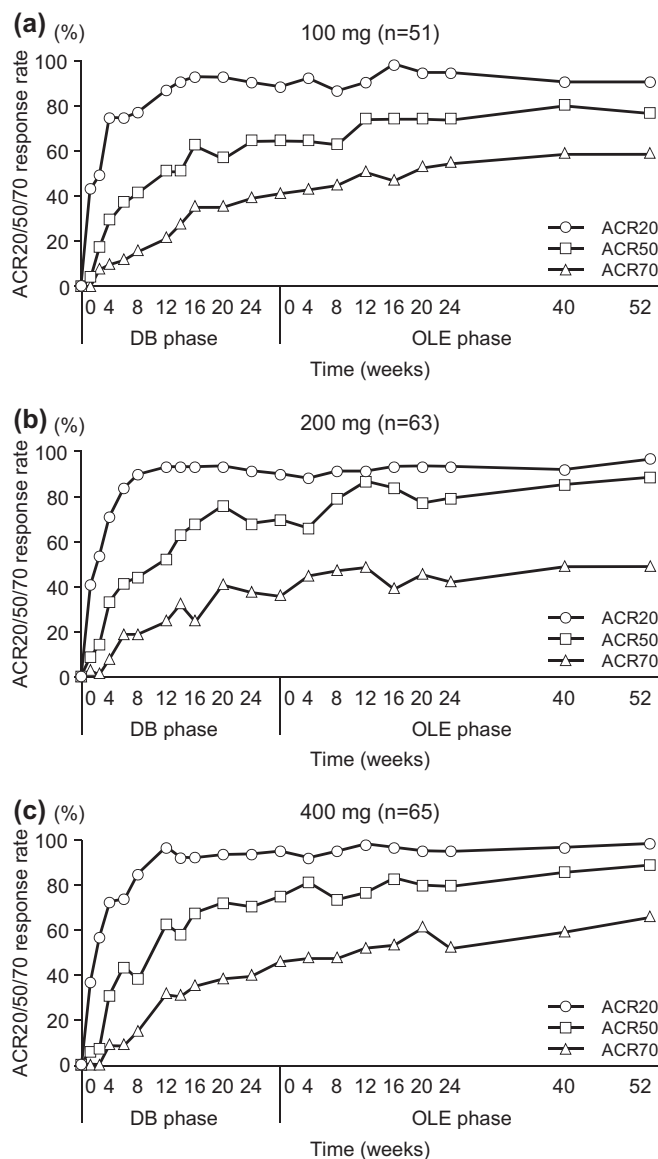 (a) (%) 100 mg (n=51)
ACR20/50/70 response rate
100
80
60
40
20
0
ACR20
ACR50
ACR70
0 4 8 12 16 20 24 0 4 8 12 16 20 24 40 52
DB phase OLE phase
Time (weeks)
(b) (%) 200 mg (n=63)
ACR20/50/70 response rate
100
80
60
40
20
0
ACR20
ACR50
ACR70
0 4 8 12 16 20 24 0 4 8 12 16 20 24 40 52
DB phase OLE phase
Time (weeks)
(c) (%) 400 mg (n=65)
ACR20/50/70 response rate
100
80
60
40
20
0
ACR20
ACR50
ACR70
0 4 8 12 16 20 24 0 4 8 12 16 20 24 40 52
DB phase OLE phase
Time (weeks)